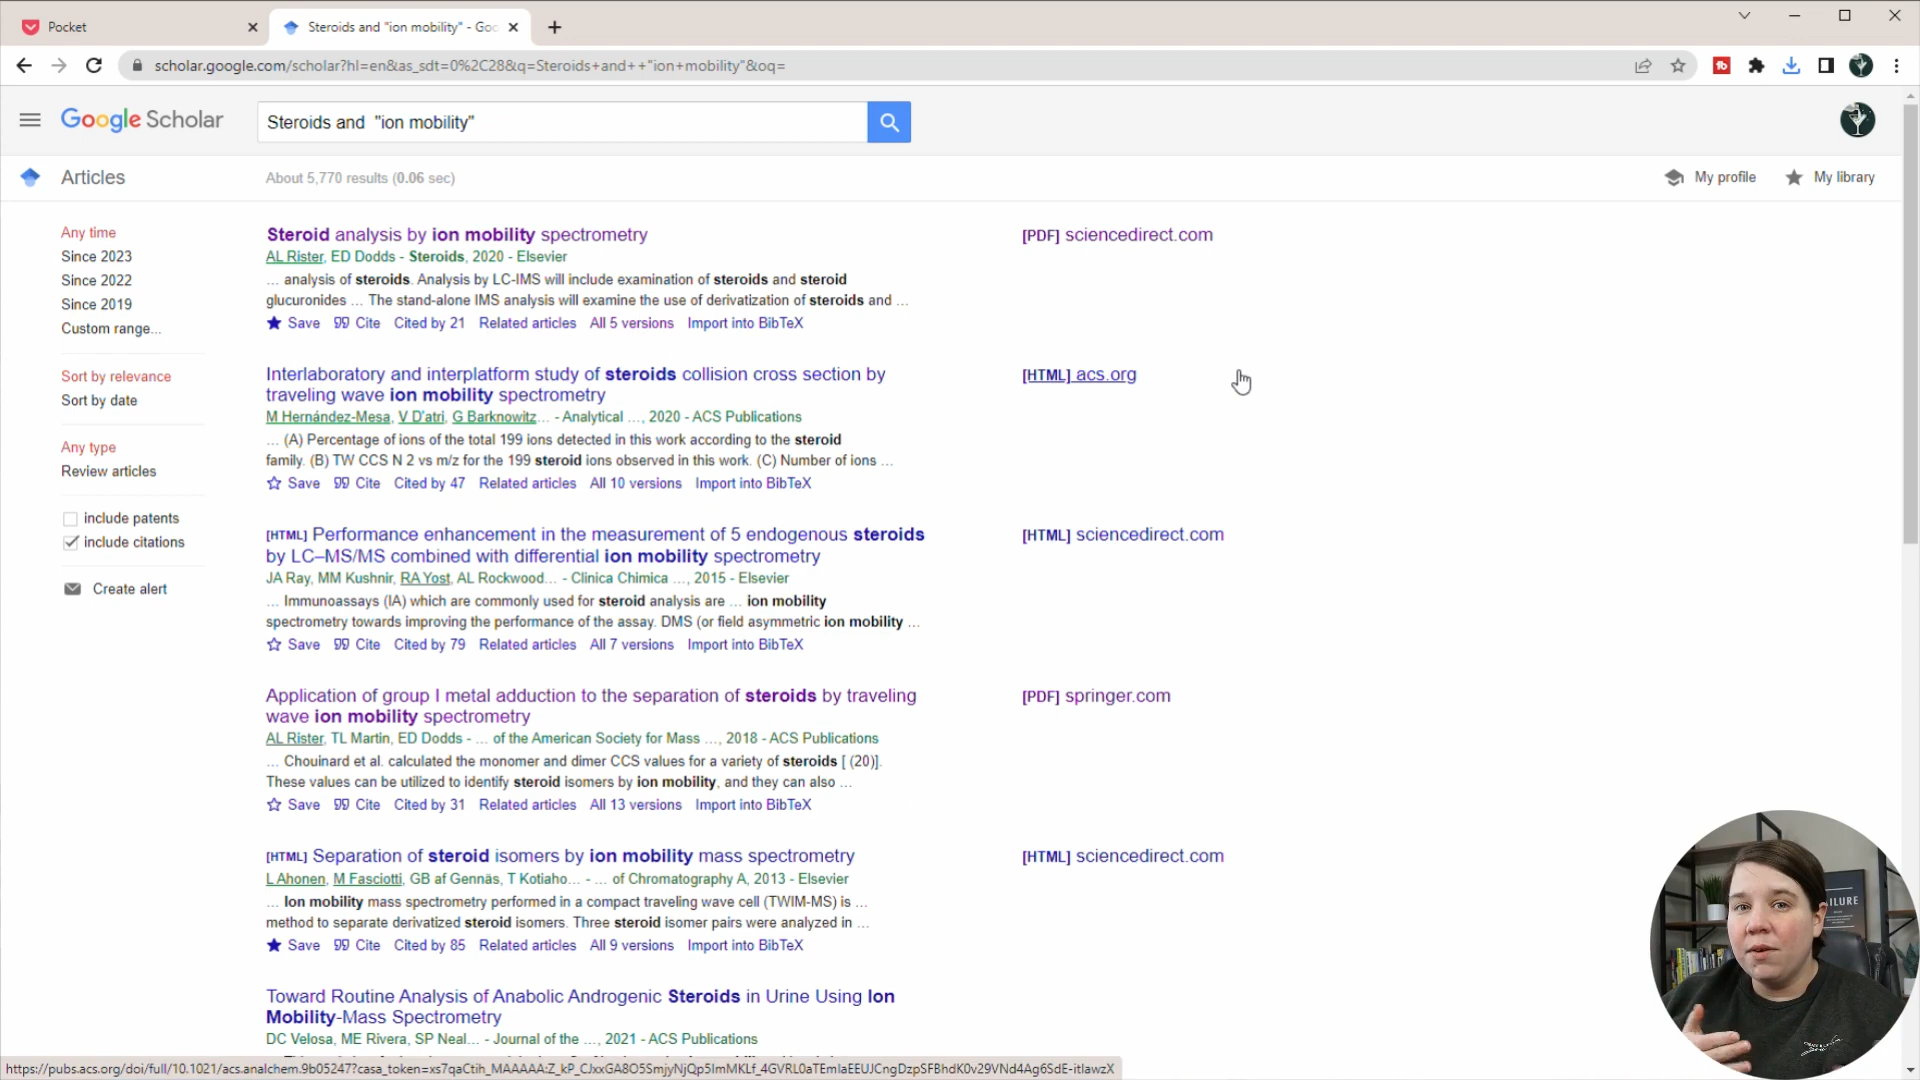 Pocket
Steroids and "ion mobility" - Goo
scholar.google.com/scholar?hl=en&as_sdt=0%2C28&q=Steroids+and++"ion+mobility"&oq=
Google Scholar
Steroids and "ion mobility"
Articles
About 5,770 results (0.06 sec)
My profile
My library
Any time
Since 2023
Since 2022
Since 2019
Custom range...
Sort by relevance
Sort by date
Any type
Review articles
include patents
include citations
Create alert
Steroid analysis by ion mobility spectrometry
AL Rister, ED Dodds - Steroids, 2020 - Elsevier
... analysis of steroids. Analysis by LC-IMS will include examination of steroids and steroid
glucuronides ... The stand-alone IMS analysis will examine the use of derivatization of steroids and ...
Save Cite Cited by 21 Related articles All 5 versions Import into BibTeX
[PDF] sciencedirect.com
Interlaboratory and interplatform study of steroids collision cross section by
traveling wave ion mobility spectrometry
M Hernández-Mesa, V D'atri, G Barknowitz... - Analytical ..., 2020 - ACS Publications
... (A) Percentage of ions of the total 199 ions detected in this work according to the steroid
family. (B) TW CCS N 2 vs m/z for the 199 steroid ions observed in this work. (C) Number of ions ...
Save Cite Cited by 47 Related articles All 10 versions Import into BibTeX
[HTML] acs.org
[HTML] Performance enhancement in the measurement of 5 endogenous steroids
by LC–MS/MS combined with differential ion mobility spectrometry
JA Ray, MM Kushnir, RA Yost, AL Rockwood... - Clinica Chimica ..., 2015 - Elsevier
... Immunoassays (IA) which are commonly used for steroid analysis are ... ion mobility
spectrometry towards improving the performance of the assay. DMS (or field asymmetric ion mobility ...
Save Cite Cited by 79 Related articles All 7 versions Import into BibTeX
[HTML] sciencedirect.com
Application of group I metal adduction to the separation of steroids by traveling
wave ion mobility spectrometry
AL Rister, TL Martin, ED Dodds - ... of the American Society for Mass ..., 2018 - ACS Publications
... Chouinard et al. calculated the monomer and dimer CCS values for a variety of steroids [ (20)].
These values can be utilized to identify steroid isomers by ion mobility, and they can also ...
Save Cite Cited by 31 Related articles All 13 versions Import into BibTeX
[PDF] springer.com
[HTML] Separation of steroid isomers by ion mobility mass spectrometry
L Ahonen, M Fasciotti, GB af Gennäs, T Kotiaho... - ... of Chromatography A, 2013 - Elsevier
... Ion mobility mass spectrometry performed in a compact traveling wave cell (TWIM-MS) is ...
method to separate derivatized steroid isomers. Three steroid isomer pairs were analyzed in ...
Save Cite Cited by 85 Related articles All 9 versions Import into BibTeX
[HTML] sciencedirect.com
Toward Routine Analysis of Anabolic Androgenic Steroids in Urine Using Ion
Mobility-Mass Spectrometry
DC Velosa, ME Rivera, SP Neal... - Journal of the ..., 2021 - ACS Publications
ILURE